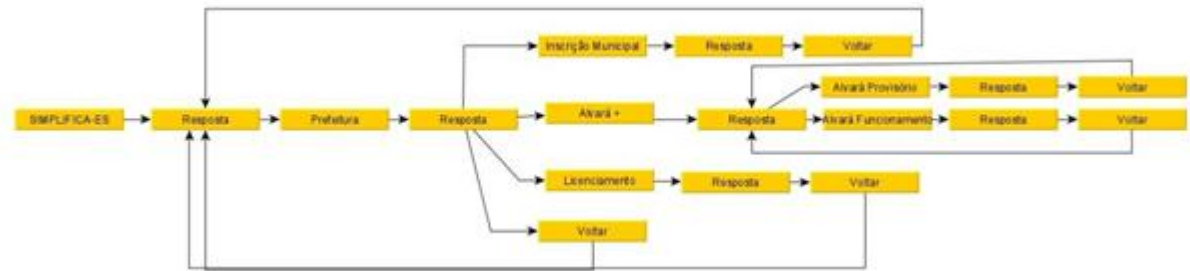 Inscrição Municipal
Resposta
Voltar
Alvará Provisório
Resposta
Voltar
SIMPLIFICA-ES
Resposta
Prefeitura
Resposta
Alvará +
Resposta
Alvará Funcionamento
Resposta
Voltar
Licenciamento
Resposta
Voltar
Voltar